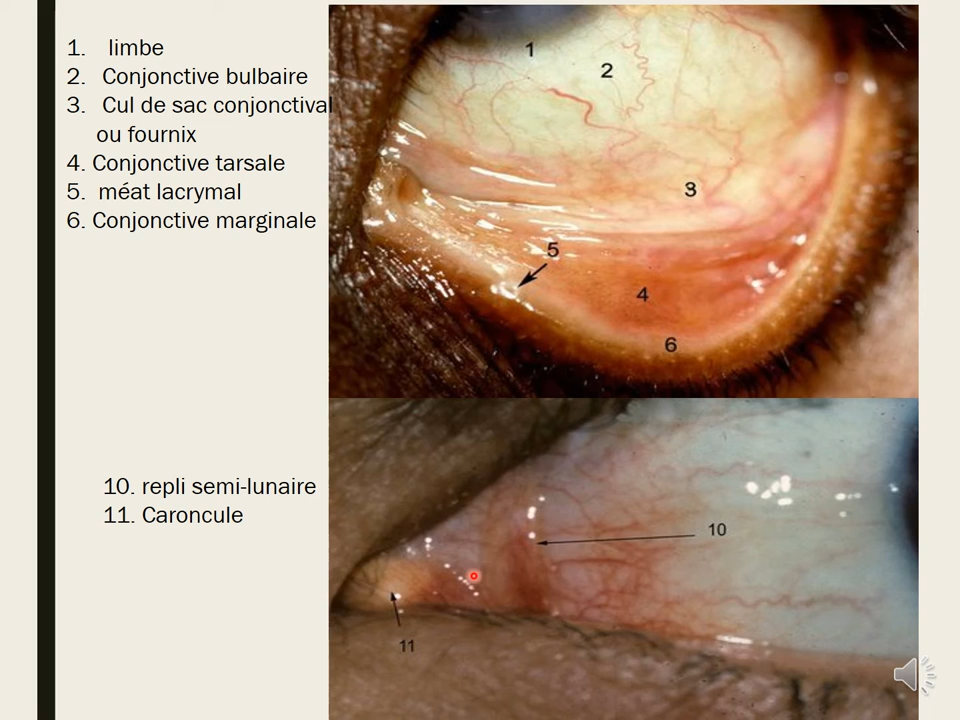 1. limbe
2. Conjonctive bulbaire
3. Cul de sac conjonctival
ou fournix
4. Conjonctive tarsale
5. méat lacrymal
6. Conjonctive marginale
1
2
3
5
4
6
10. repli semi-lunaire
11. Caroncule
10
11